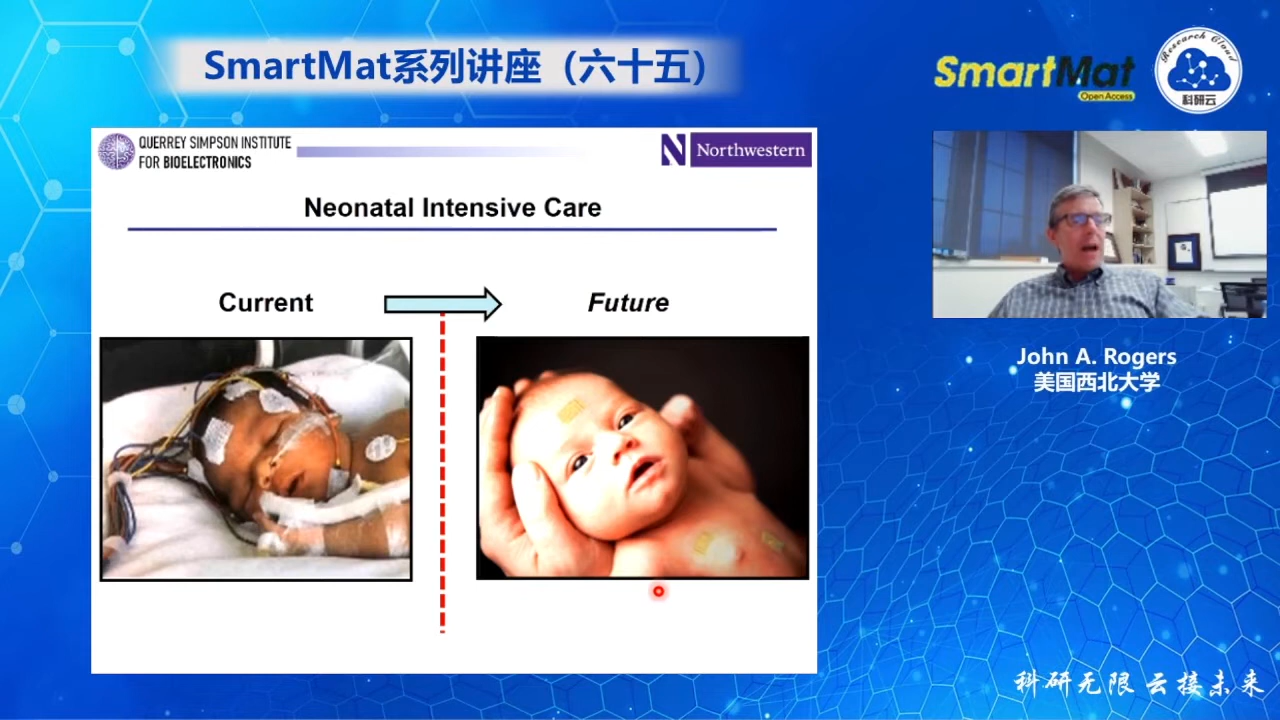 SmartMat系列讲座（六十五）
SmartMat
Open Access
Research Cloud
科研云
QUERREY SIMPSON INSTITUTE
FOR BIOELECTRONICS
N Northwestern
Neonatal Intensive Care
Current
Future
John A. Rogers
美国西北大学
科研无限 云接未来